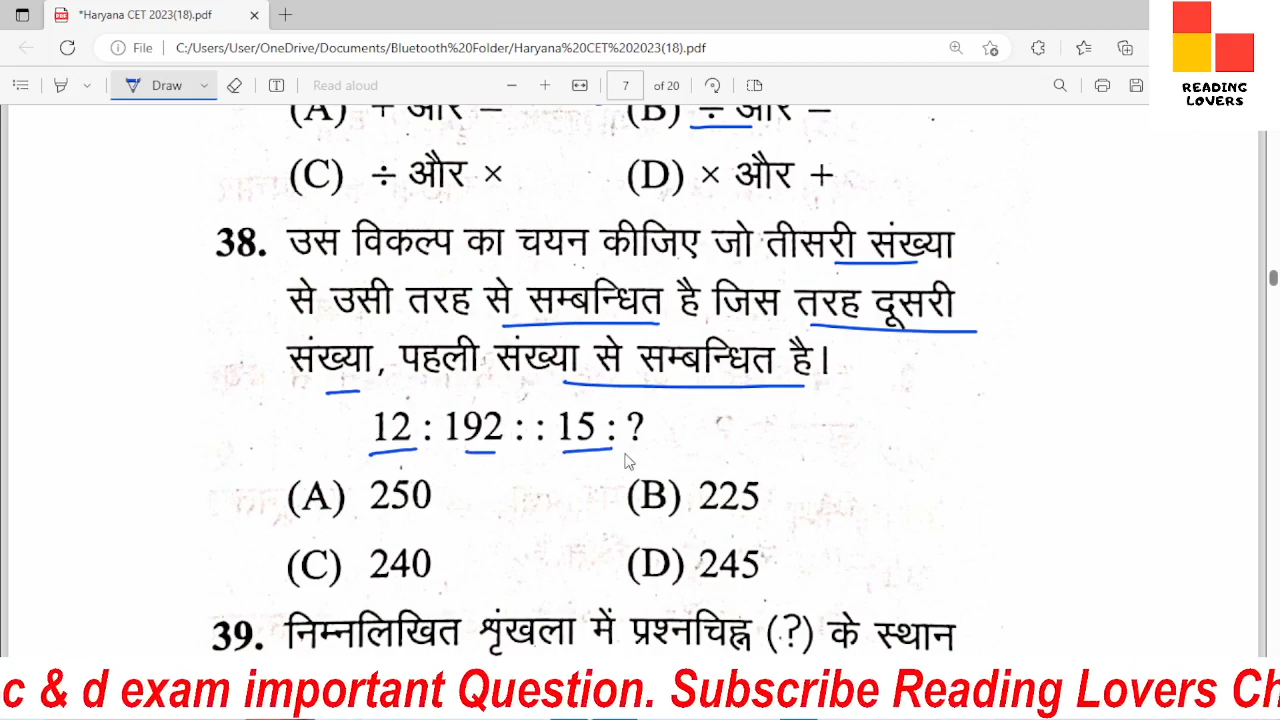 *Haryana CET 2023(18).pdf
File C:/Users/User/OneDrive/Documents/Bluetooth%20Folder/Haryana%20CET%202023(18).pdf
READING
LOVERS
Draw Read aloud 7 of 20
(A) + और − (B) ÷ और −
(C) ÷ और × (D) × और +
38. उस विकल्प का चयन कीजिए जो तीसरी संख्या
से उसी तरह से सम्बन्धित है जिस तरह दूसरी
संख्या, पहली संख्या से सम्बन्धित है।
12 : 192 : : 15 : ?
(A) 250 (B) 225
(C) 240 (D) 245
39. निम्नलिखित शृंखला में प्रश्नचिह्न (?) के स्थान
c & d exam important Question. Subscribe Reading Lovers Ch